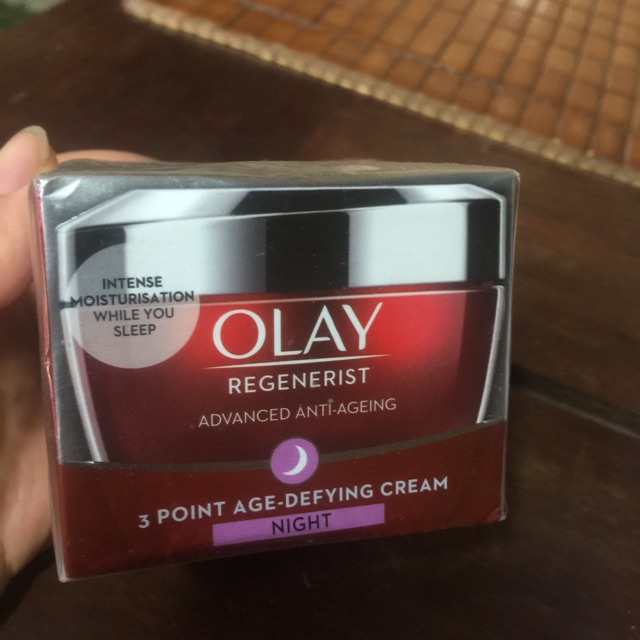 INTENSE
MOISTURISATION
WHILE YOU
SLEEP
OLAY
REGENERIST
ADVANCED ANTI-AGEING
3 POINT AGE-DEFYING CREAM
NIGHT